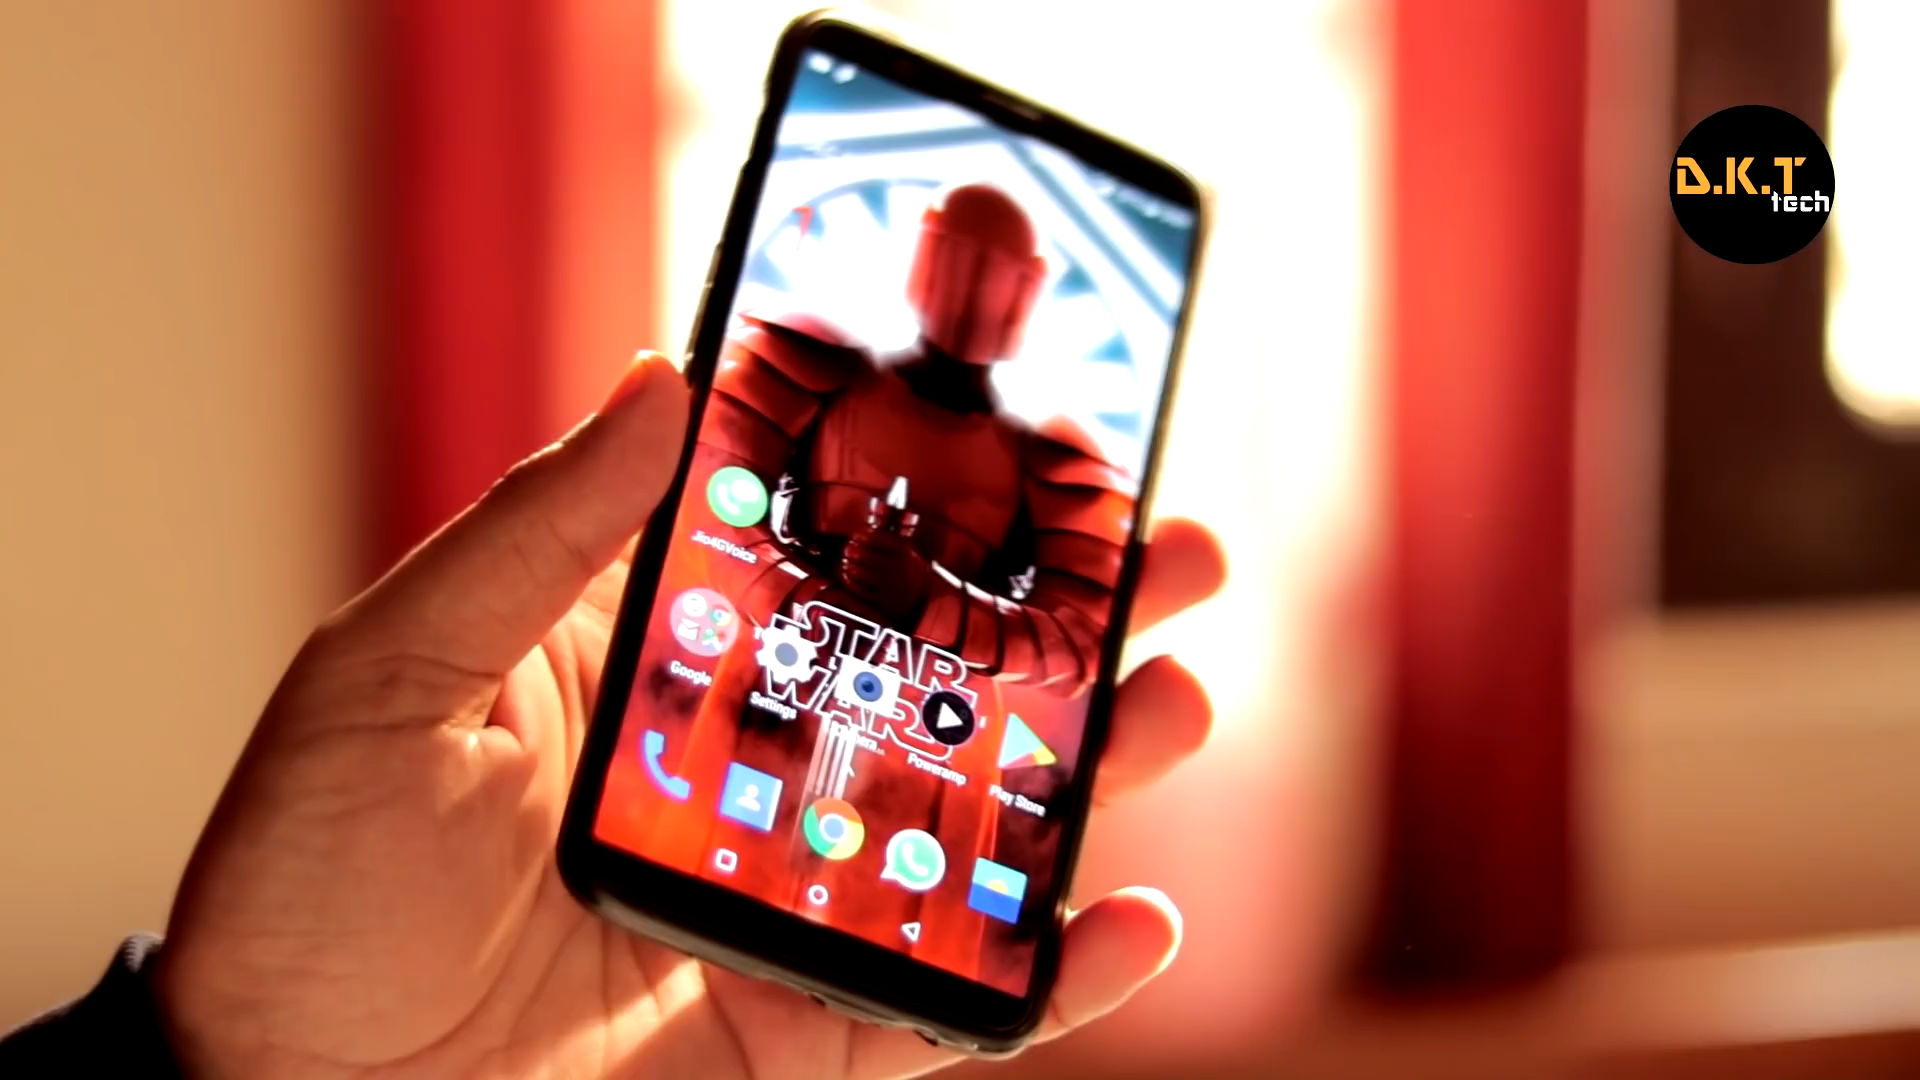 D.K.T
tech
Jio4GVoice
STAR
WARS
Google
Settings
Poweramp
Play Store